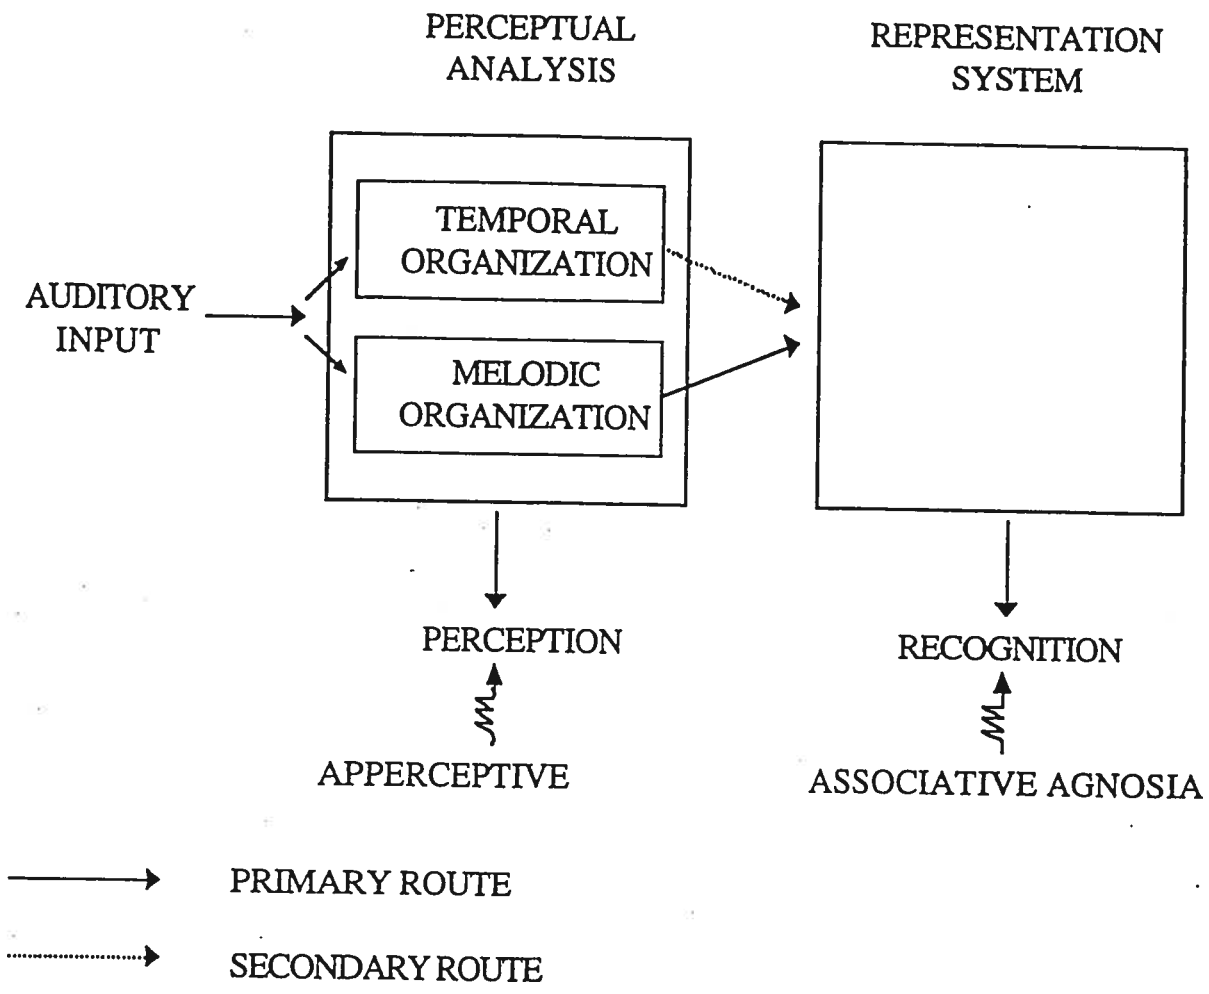 PERCEPTUAL
ANALYSIS
REPRESENTATION
SYSTEM
TEMPORAL
ORGANIZATION
AUDITORY
INPUT
MELODIC
ORGANIZATION
PERCEPTION
RECOGNITION
APPERCEPTIVE
ASSOCIATIVE AGNOSIA
PRIMARY ROUTE
SECONDARY ROUTE